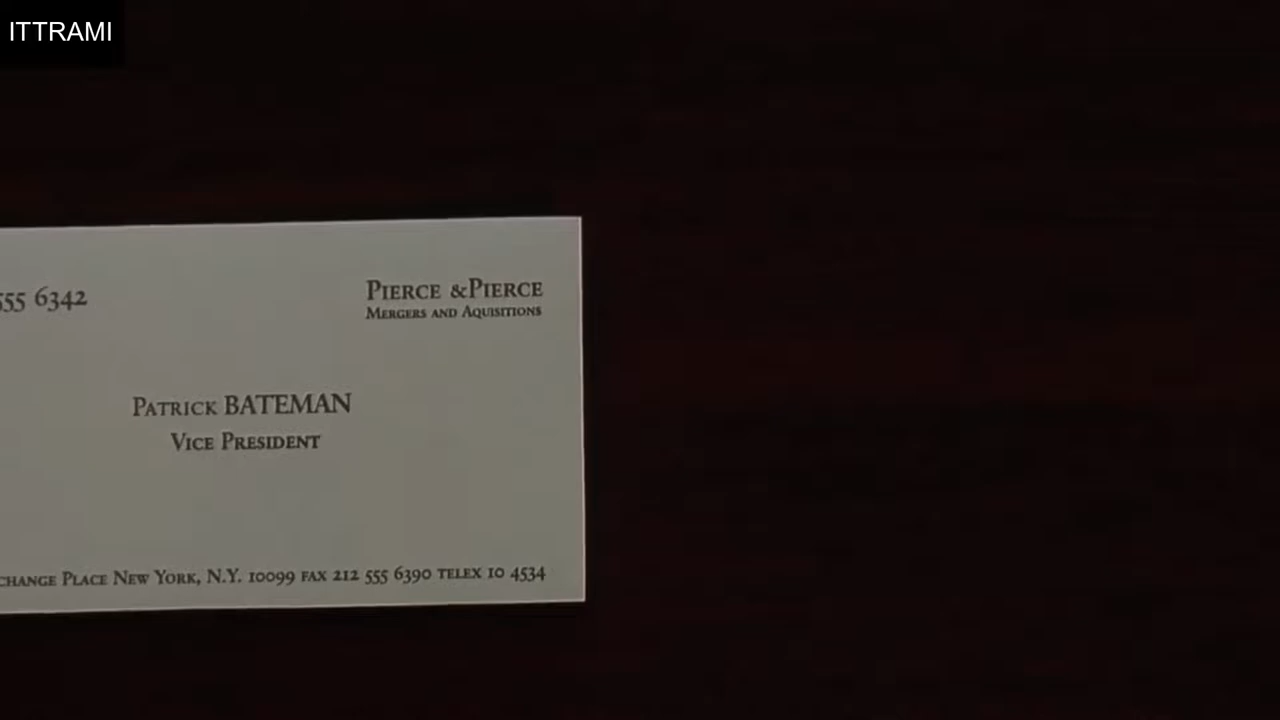 ITTRAMI
555 6342
Pierce &Pierce
Mergers and Aquisitions
Patrick BATEMAN
Vice President
change Place New York, N.Y. 10099 fax 212 555 6390 telex 10 4534